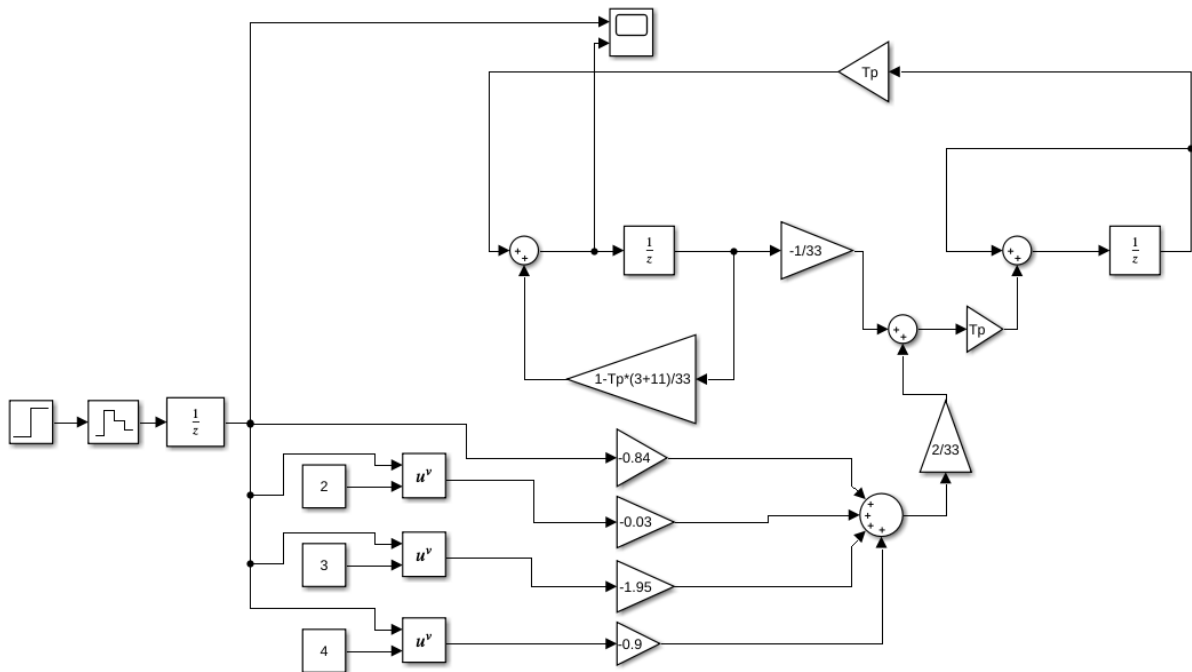 Tp
1
z
-1/33
1
z
Tp
1-Tp*(3+11)/33
1
z
-0.84
2/33
2
u^v
-0.03
3
u^v
-1.95
4
u^v
-0.9
+
+
+
+
+
+
+
+
+
+